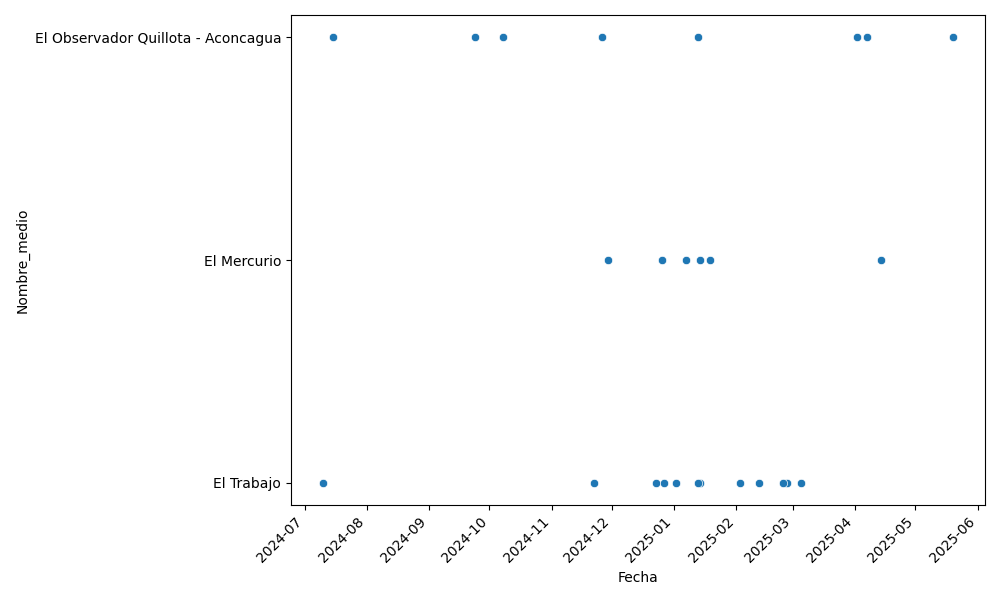 El Observador Quillota - Aconcagua
El Mercurio
El Trabajo
Nombre_medio
2024-07
2024-08
2024-09
2024-10
2024-11
2024-12
2025-01
2025-02
2025-03
2025-04
2025-05
2025-06
Fecha